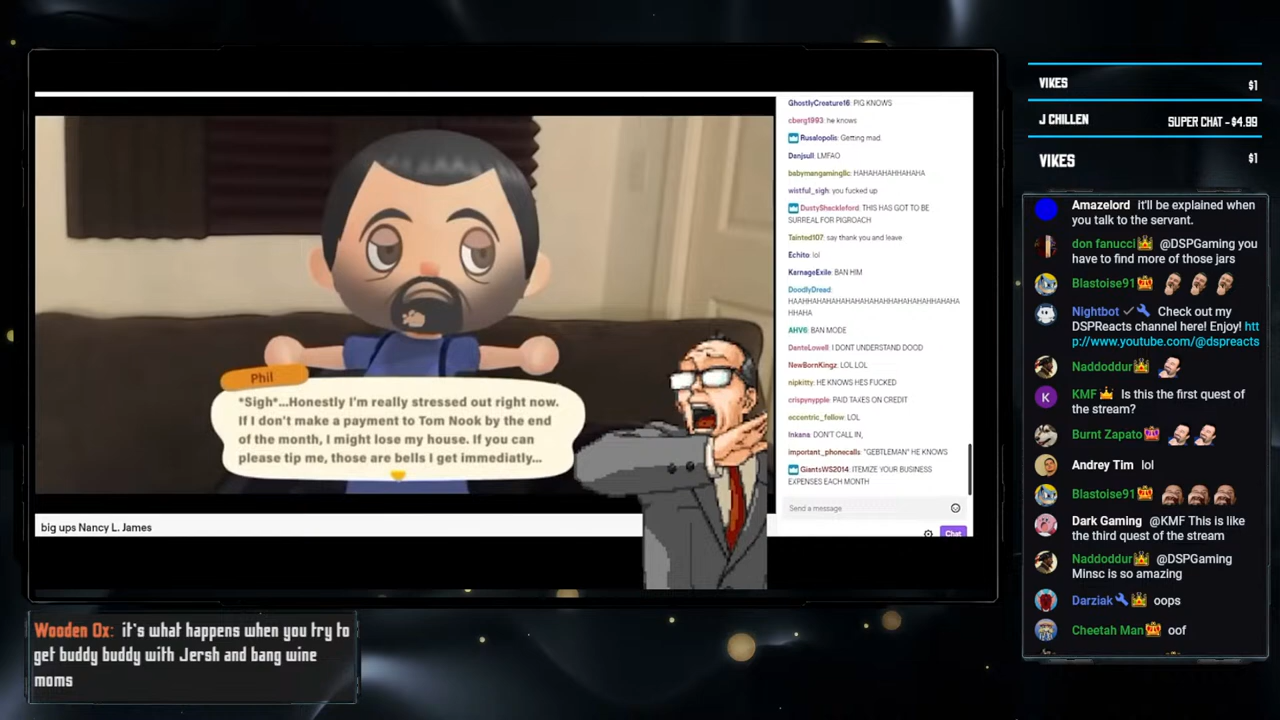 GhostlyCreature16: PIG KNOWS
cberg1993: he knows
Rusalopolis: Getting mad.
Danjsull: LMFAO
babymangamingllc: HAHAHAHAHHAHAHA
wistful_sigh: you fucked up
DustyShackleford: THIS HAS GOT TO BE
SURREAL FOR PIGROACH
Tainted107: say thank you and leave
Echito: lol
KarnageExile: BAN HIM
DoodlyDread:
HAAHHAHAHAHAHAHAHAHHAHAHAHAHHAHAHA
HHAHA
AHV6: BAN MODE
DanteLowell: I DONT UNDERSTAND DOOD
NewBornKingz: LOL LOL
nipkitty: HE KNOWS HES FUCKED
crispynypple: PAID TAXES ON CREDIT
eccentric_fellow: LOL
Inkana: DON'T CALL IN,
important_phonecalls: "GEBTLEMAN" HE KNOWS
GiantsWS2014: ITEMIZE YOUR BUSINESS
EXPENSES EACH MONTH
Send a message
Chat
Phil
*Sigh*...Honestly I'm really stressed out right now.
If I don't make a payment to Tom Nook by the end
of the month, I might lose my house. If you can
please tip me, those are bells I get immediatly...
big ups Nancy L. James
Wooden Ox: it's what happens when you try to
get buddy buddy with Jersh and bang wine
moms
VIKES $1
J CHILLEN SUPER CHAT - $4.99
VIKES $1
Amazelord it'll be explained when
you talk to the servant.
don fanucci @DSPGaming you
have to find more of those jars
Blastoise91
Nightbot Check out my
DSPReacts channel here! Enjoy! htt
p://www.youtube.com/@dspreacts
Naddoddur
K KMF Is this the first quest of
the stream?
Burnt Zapato
Andrey Tim lol
Blastoise91
Dark Gaming @KMF This is like
the third quest of the stream
Naddoddur @DSPGaming
Minsc is so amazing
Darziak oops
Cheetah Man oof